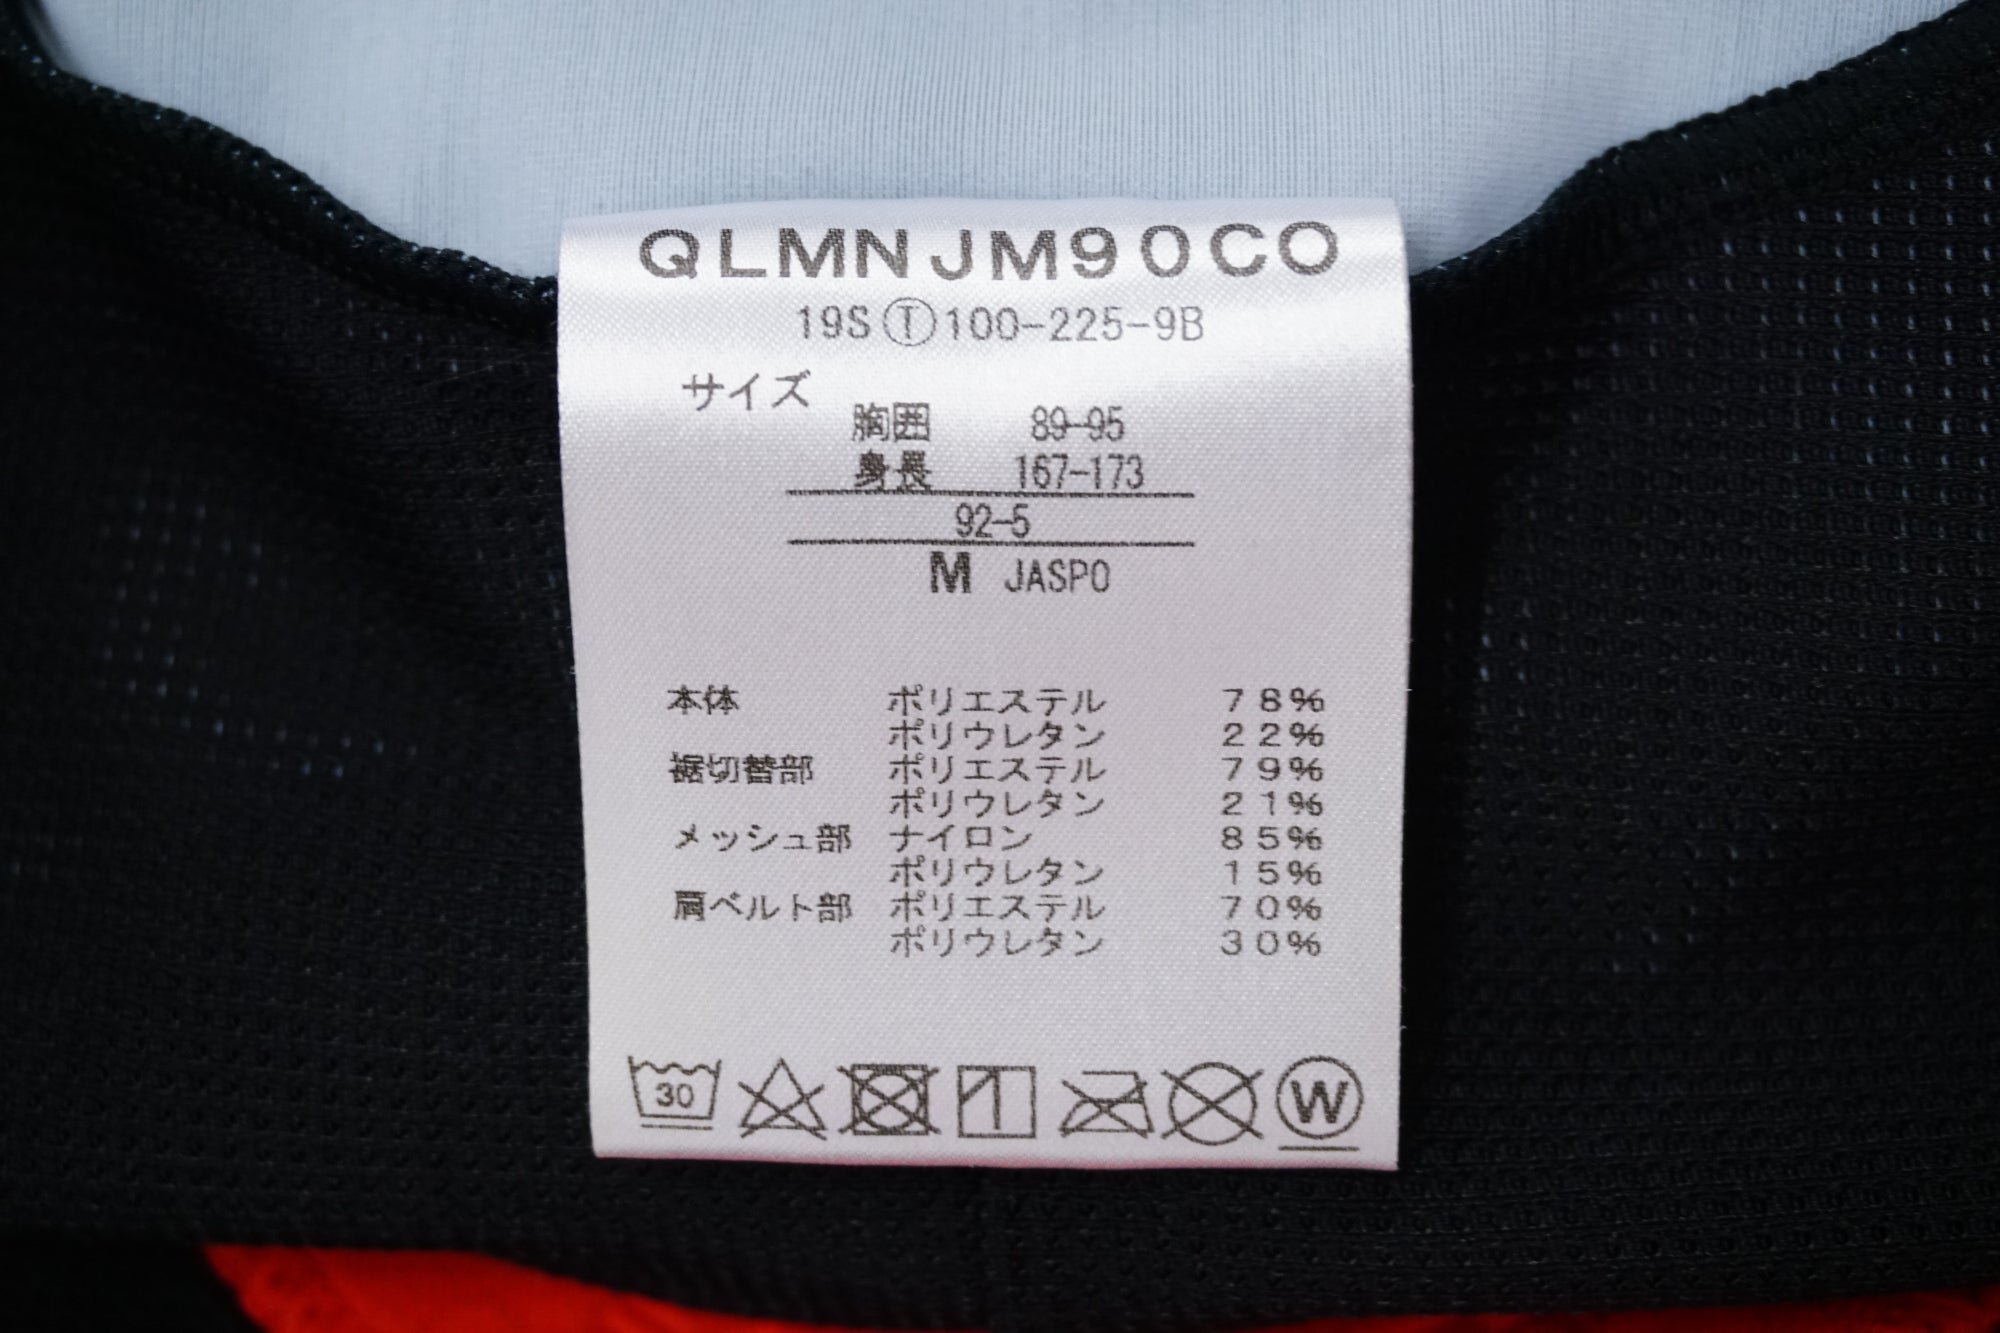 QLMNJM90CO
19SⓉ100-225-9B
サイズ
胸囲 89-95
身長 167-173
92-5
M JASPO
本体 ポリエステル 78%
ポリウレタン 22%
裾切替部 ポリエステル 79%
ポリウレタン 21%
メッシュ部 ナイロン 85%
ポリウレタン 15%
肩ベルト部 ポリエステル 70%
ポリウレタン 30%
30 1 W